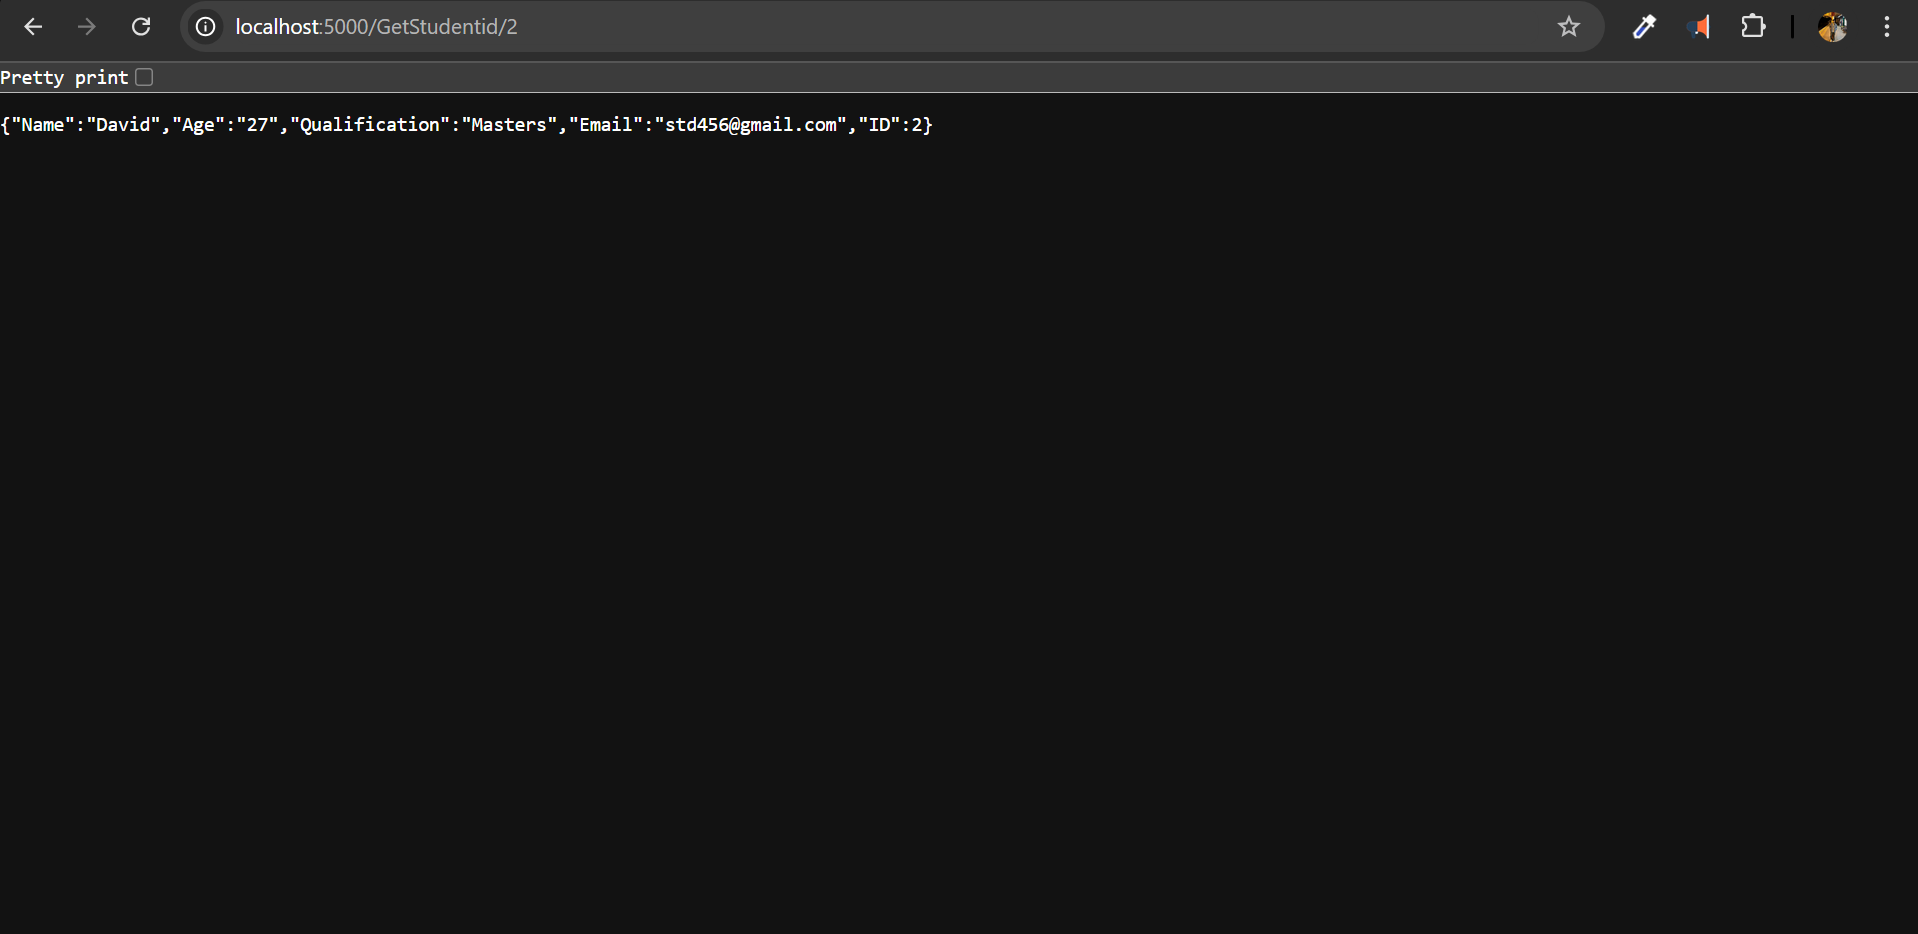 localhost:5000/GetStudentid/2
Pretty print
{"Name":"David","Age":"27","Qualification":"Masters","Email":"std456@gmail.com","ID":2}